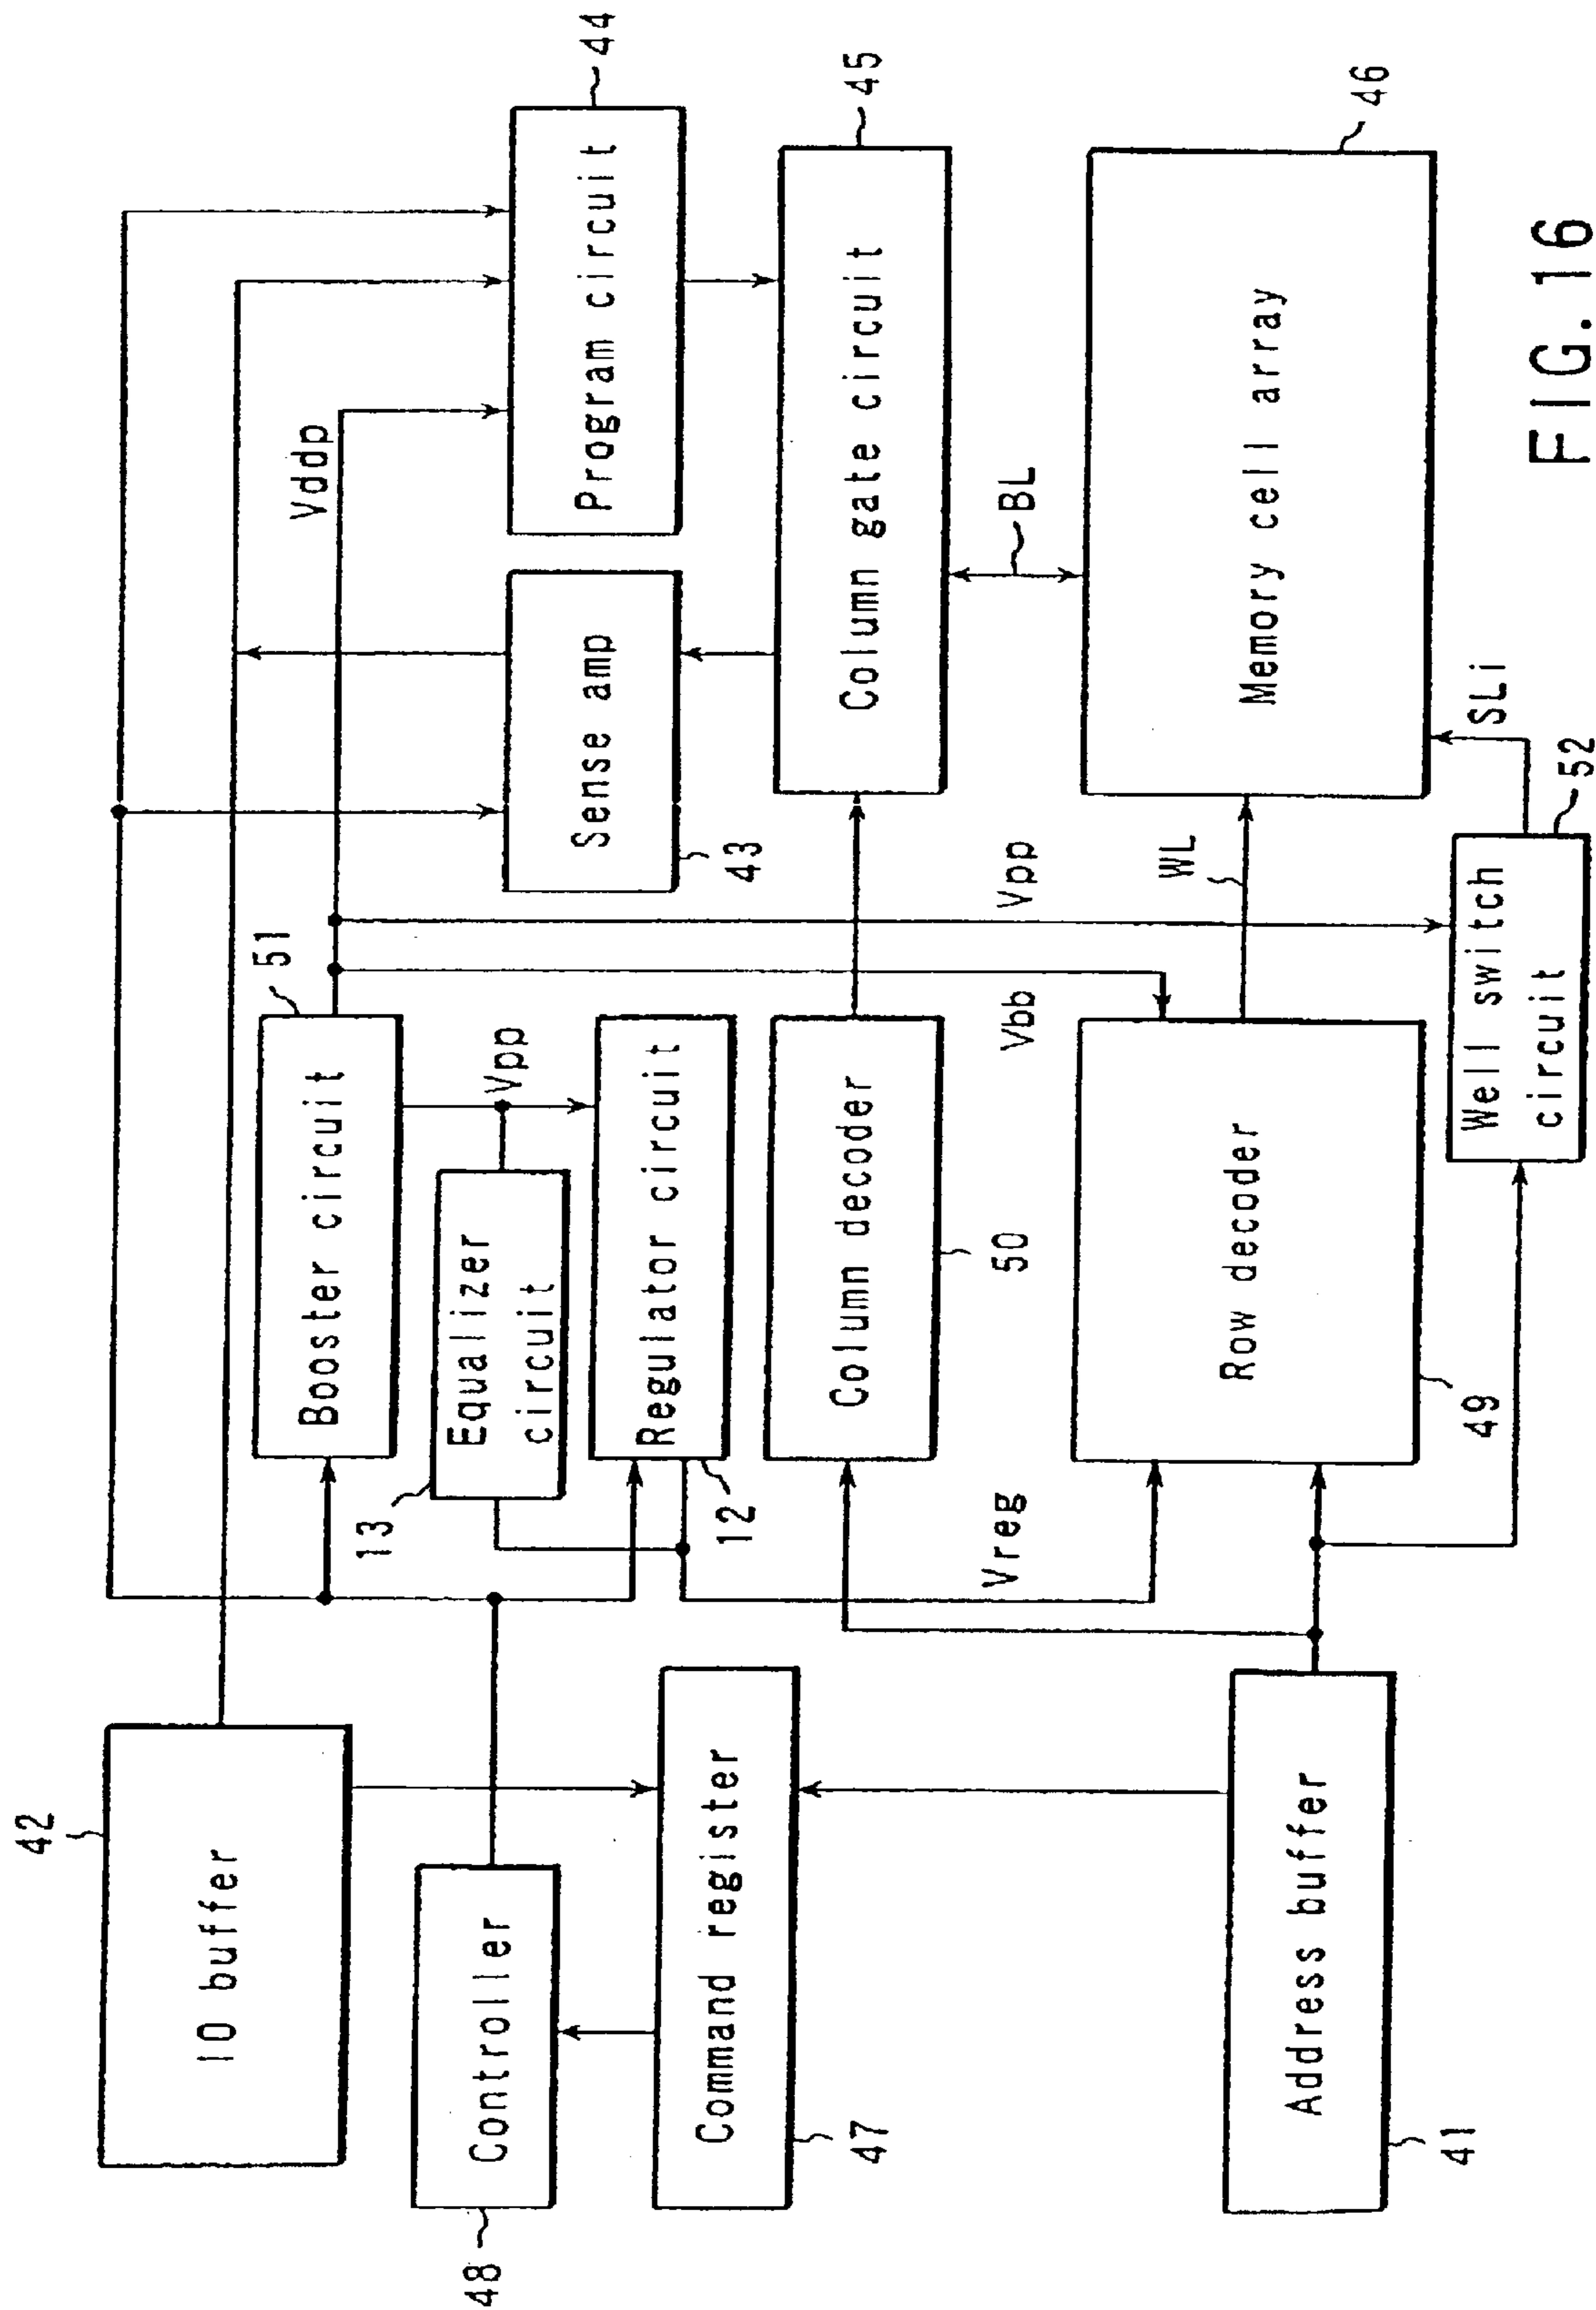 42
IO buffer
Controller
48
Command register
47
Address buffer
41
51
Booster circuit
13
Equalizer
circuit
Vpp
Regulator circuit
12
Column decoder
50
Vreg
Vbb
Row decoder
49
Vddp
Program circuit
44
Sense amp
43
Column gate circuit
45
Vpp
BL
WL
Memory cell array
46
SLi
Well switch
circuit
52
FIG. 16